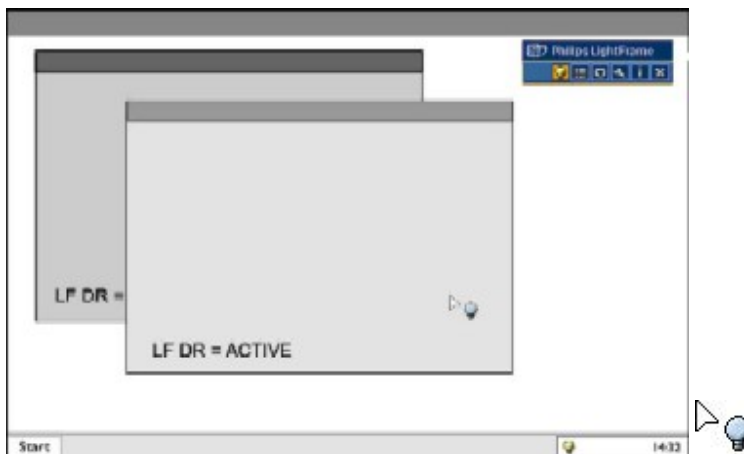 Philips LightFrame
LF DR =
LF DR = ACTIVE
Start
14:32